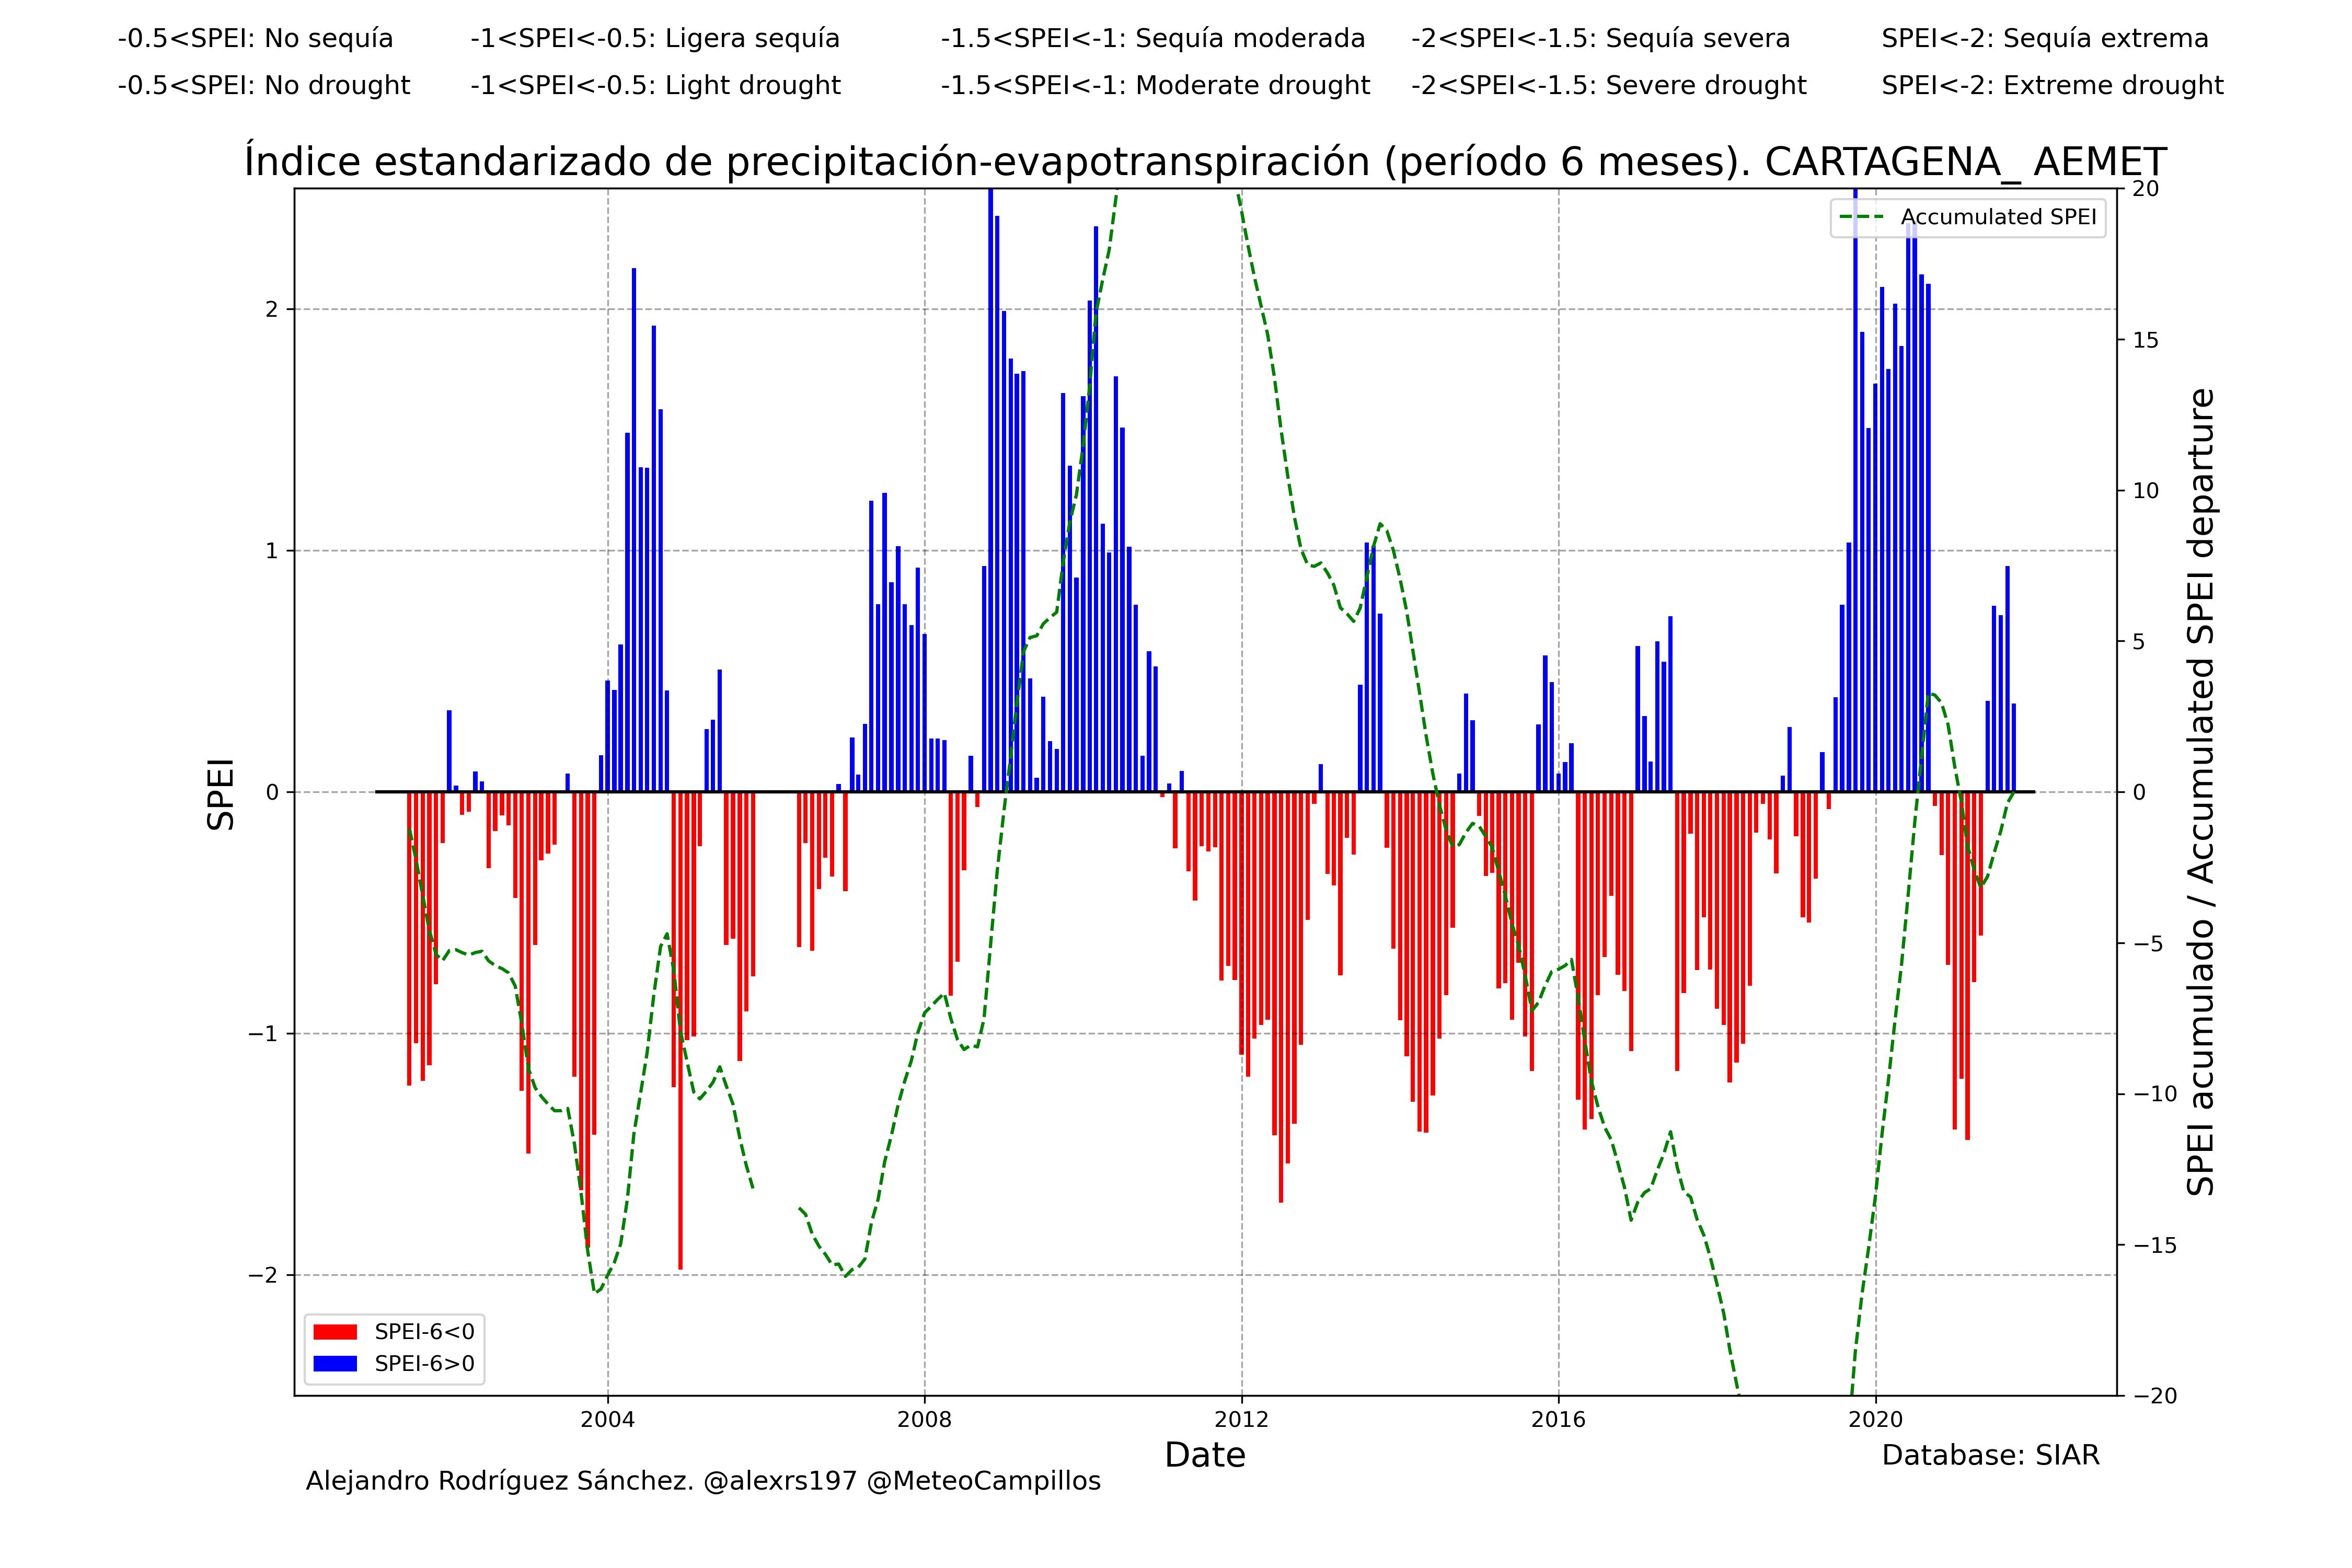 -0.5<SPEI: No sequía -1<SPEI<-0.5: Ligera sequía -1.5<SPEI<-1: Sequía moderada -2<SPEI<-1.5: Sequía severa SPEI<-2: Sequía extrema
-0.5<SPEI: No drought -1<SPEI<-0.5: Light drought -1.5<SPEI<-1: Moderate drought -2<SPEI<-1.5: Severe drought SPEI<-2: Extreme drought
Índice estandarizado de precipitación-evapotranspiración (período 6 meses). CARTAGENA_ AEMET
Accumulated SPEI
SPEI
2
1
0
−1
−2
20
15
10
5
0
−5
−10
−15
−20
SPEI acumulado / Accumulated SPEI departure
SPEI-6<0
SPEI-6>0
2004 2008 2012 2016 2020
Date
Database: SIAR
Alejandro Rodríguez Sánchez. @alexrs197 @MeteoCampillos